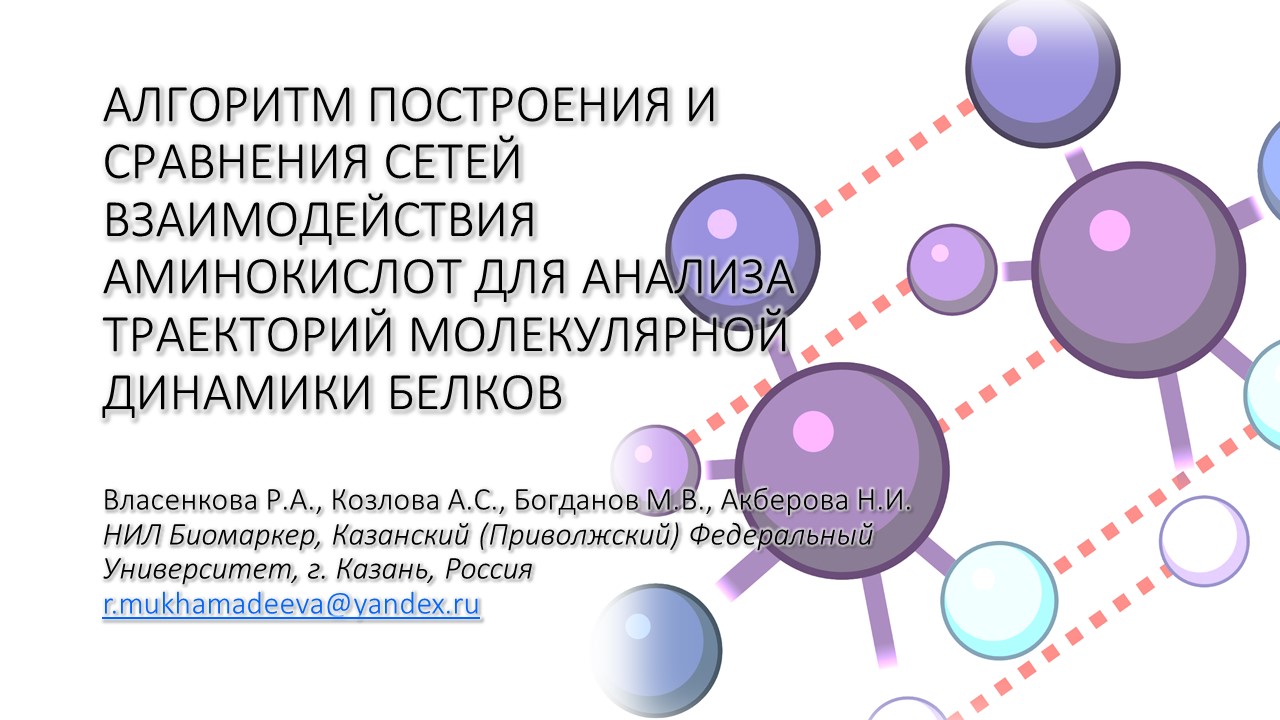 АЛГОРИТМ ПОСТРОЕНИЯ И
СРАВНЕНИЯ СЕТЕЙ
ВЗАИМОДЕЙСТВИЯ
АМИНОКИСЛОТ ДЛЯ АНАЛИЗА
ТРАЕКТОРИЙ МОЛЕКУЛЯРНОЙ
ДИНАМИКИ БЕЛКОВ
Власенкова Р.А., Козлова А.С., Богданов М.В., Акберова Н.И.
НИЛ Биомаркер, Казанский (Приволжский) Федеральный
Университет, г. Казань, Россия
r.mukhamadeeva@yandex.ru